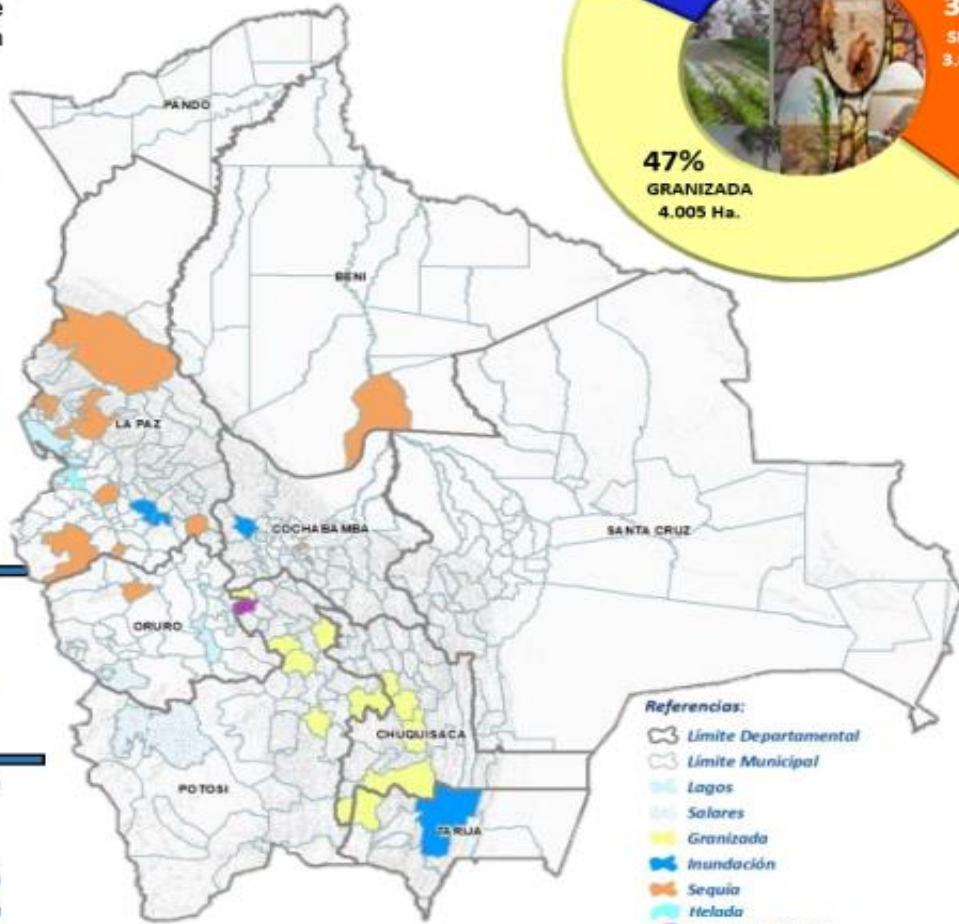 47%
GRANIZADA
4.005 Ha.
PANDO
BENI
LA PAZ
COCHABAMBA
SANTA CRUZ
ORURO
CHUQUISACA
POTOSI
TARIJA
Referencias:
Límite Departamental
Límite Municipal
Lagos
Salares
Granizada
Inundación
Sequía
Helada